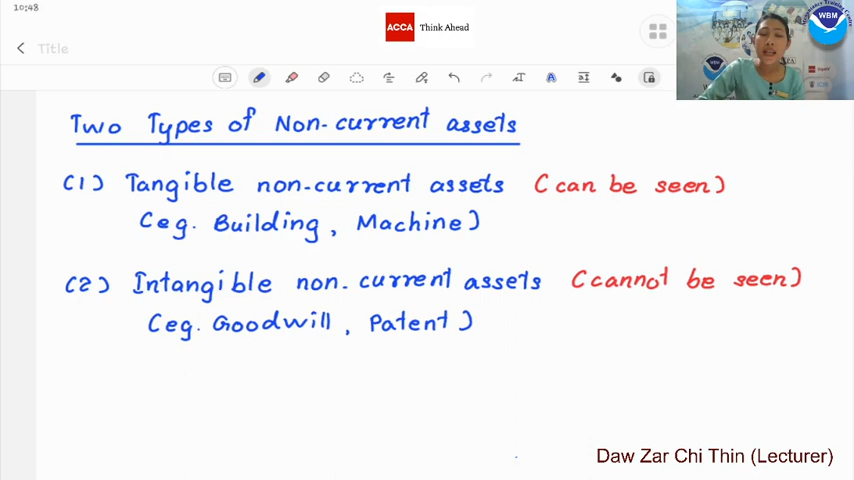 10:48
ACCA Think Ahead
WBM
Title
Two Types of Non-current assets
(1) Tangible non-current assets (can be seen)
(eg. Building, Machine)
(2) Intangible non-current assets (cannot be seen)
(eg. Goodwill, Patent)
Daw Zar Chi Thin (Lecturer)